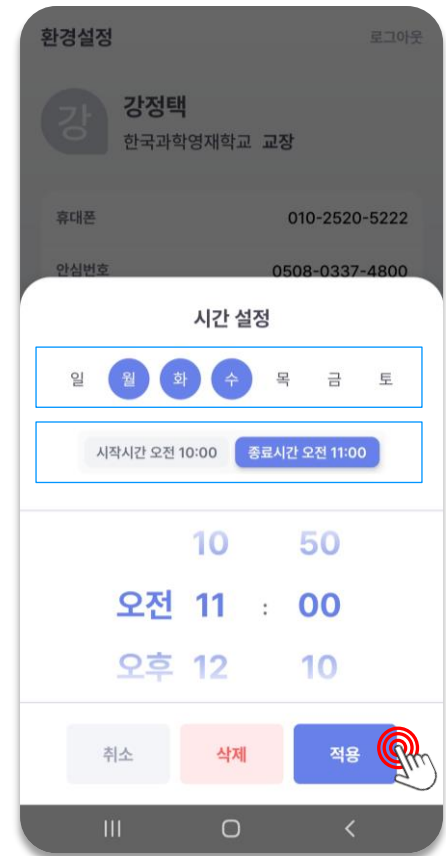 환경설정 로그아웃
강 강정택
한국과학영재학교 교장
휴대폰 010-2520-5222
안심번호 0508-0337-4800
시간 설정
일 월 화 수 목 금 토
시작시간 오전 10:00 종료시간 오전 11:00
10 50
오전 11 : 00
오후 12 10
취소 삭제 적용